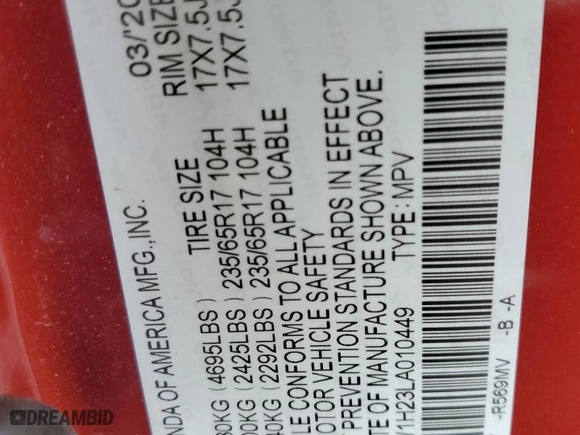 NDA OF AMERICA MFG.,INC. 03/'20
TIRE SIZE RIM SIZE
KG ( 4695LBS )
KG ( 2425LBS ) 235/65R17 104H 17X7.5J
KG ( 2292LBS ) 235/65R17 104H 17X7.5J
LE CONFORMS TO ALL APPLICABLE
OTOR VEHICLE SAFETY
PREVENTION STANDARDS IN EFFECT
TE OF MANUFACTURE SHOWN ABOVE.
1H23LA010449 TYPE: MPV
-R569MV -B -A
DREAMBID